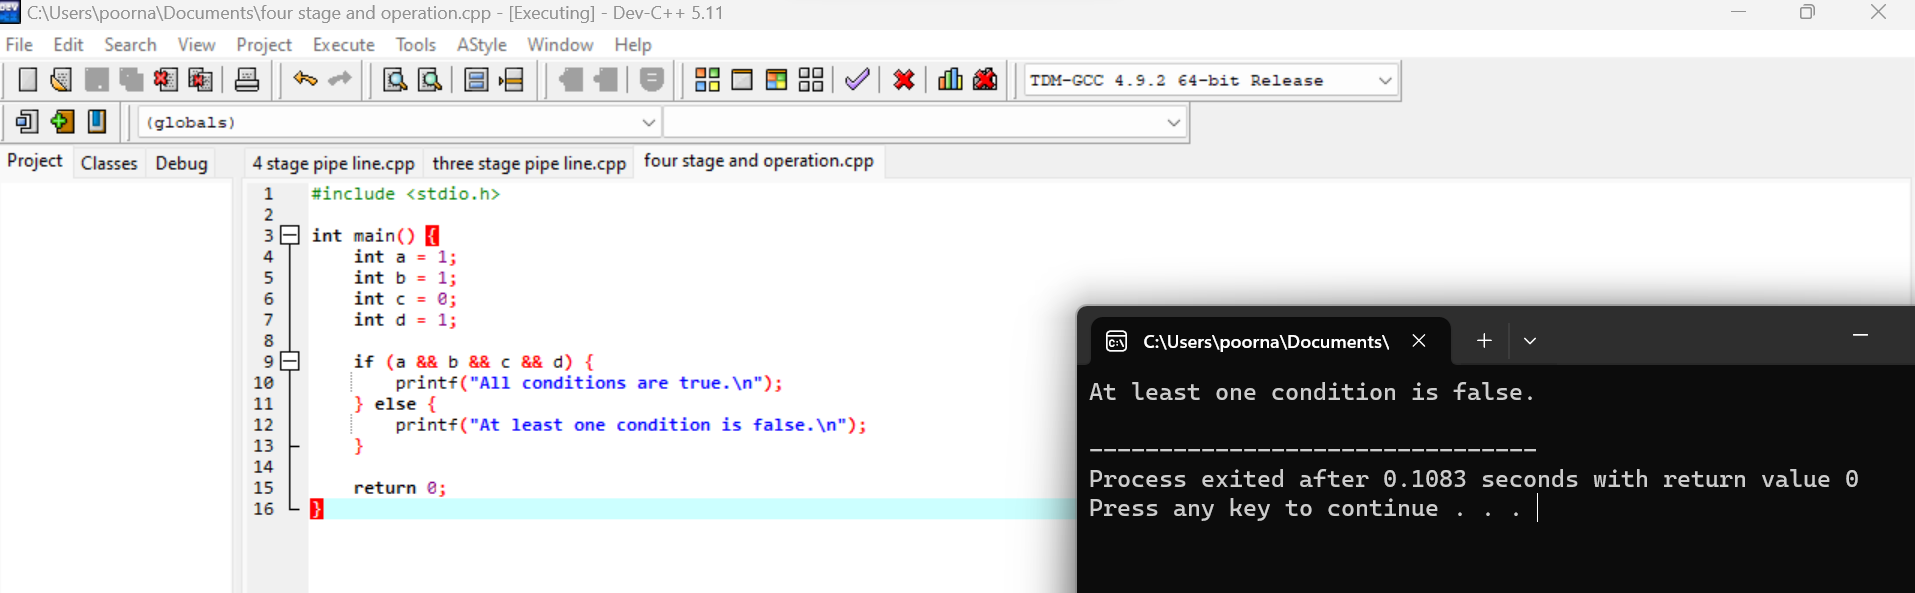 C:\Users\poorna\Documents\four stage and operation.cpp - [Executing] - Dev-C++ 5.11
File Edit Search View Project Execute Tools AStyle Window Help
TDM-GCC 4.9.2 64-bit Release
(globals)
Project Classes Debug
4 stage pipe line.cpp three stage pipe line.cpp four stage and operation.cpp
1 #include <stdio.h>
2
3 int main() {
4 int a = 1;
5 int b = 1;
6 int c = 0;
7 int d = 1;
8
9 if (a && b && c && d) {
10 printf("All conditions are true.\n");
11 } else {
12 printf("At least one condition is false.\n");
13 }
14
15 return 0;
16 }
C:\Users\poorna\Documents\
At least one condition is false.
--------------------------------
Process exited after 0.1083 seconds with return value 0
Press any key to continue . . .